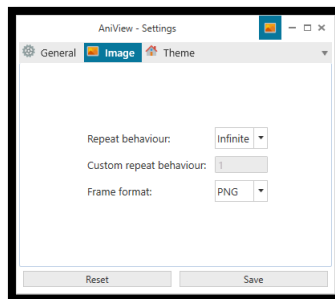 AniView - Settings
General Image Theme
Repeat behaviour: Infinite
Custom repeat behaviour: 1
Frame format: PNG
Reset Save